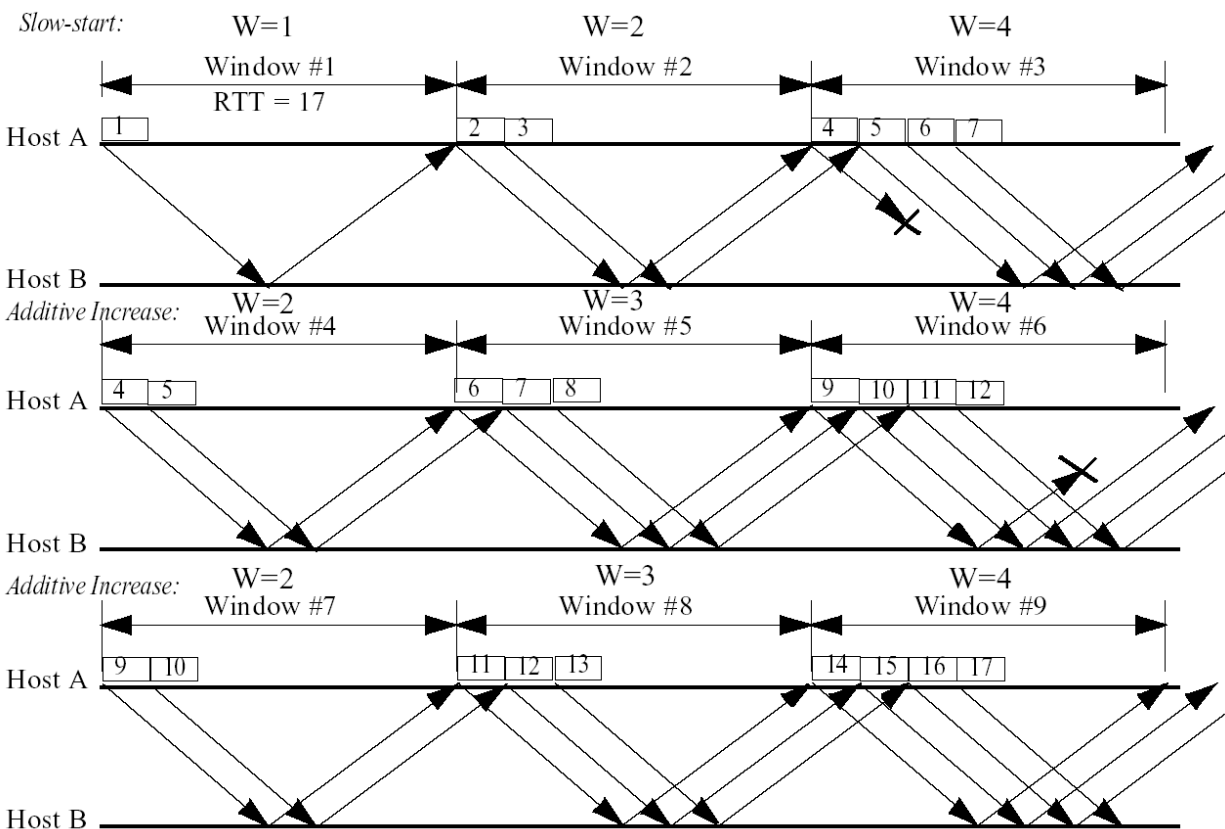 Slow-start: W=1 W=2 W=4
Window #1 Window #2 Window #3
RTT = 17
Host A 1 2 3 4 5 6 7
Host B
W=2 W=3 W=4
Additive Increase: Window #4 Window #5 Window #6
Host A 4 5 6 7 8 9 10 11 12
Host B
W=2 W=3 W=4
Additive Increase: Window #7 Window #8 Window #9
Host A 9 10 11 12 13 14 15 16 17
Host B